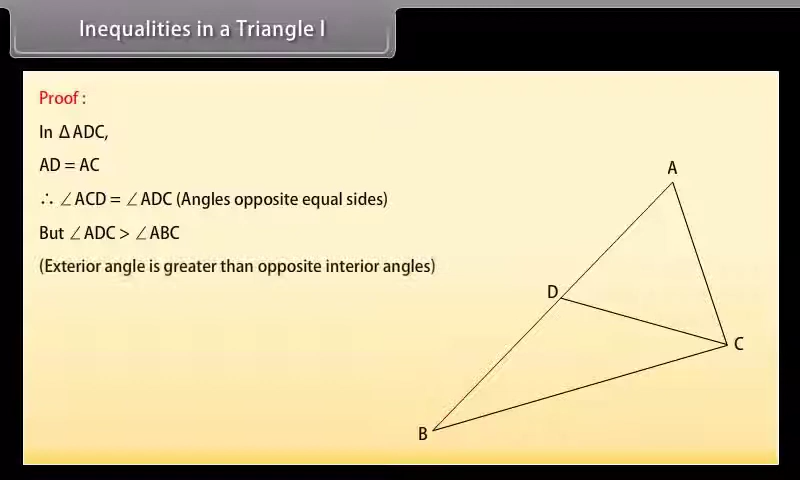 Inequalities in a Triangle I
Proof :
In ∆ ADC,
AD = AC
∴ ∠ACD = ∠ADC (Angles opposite equal sides)
But ∠ADC > ∠ABC
(Exterior angle is greater than opposite interior angles)
A
D
C
B